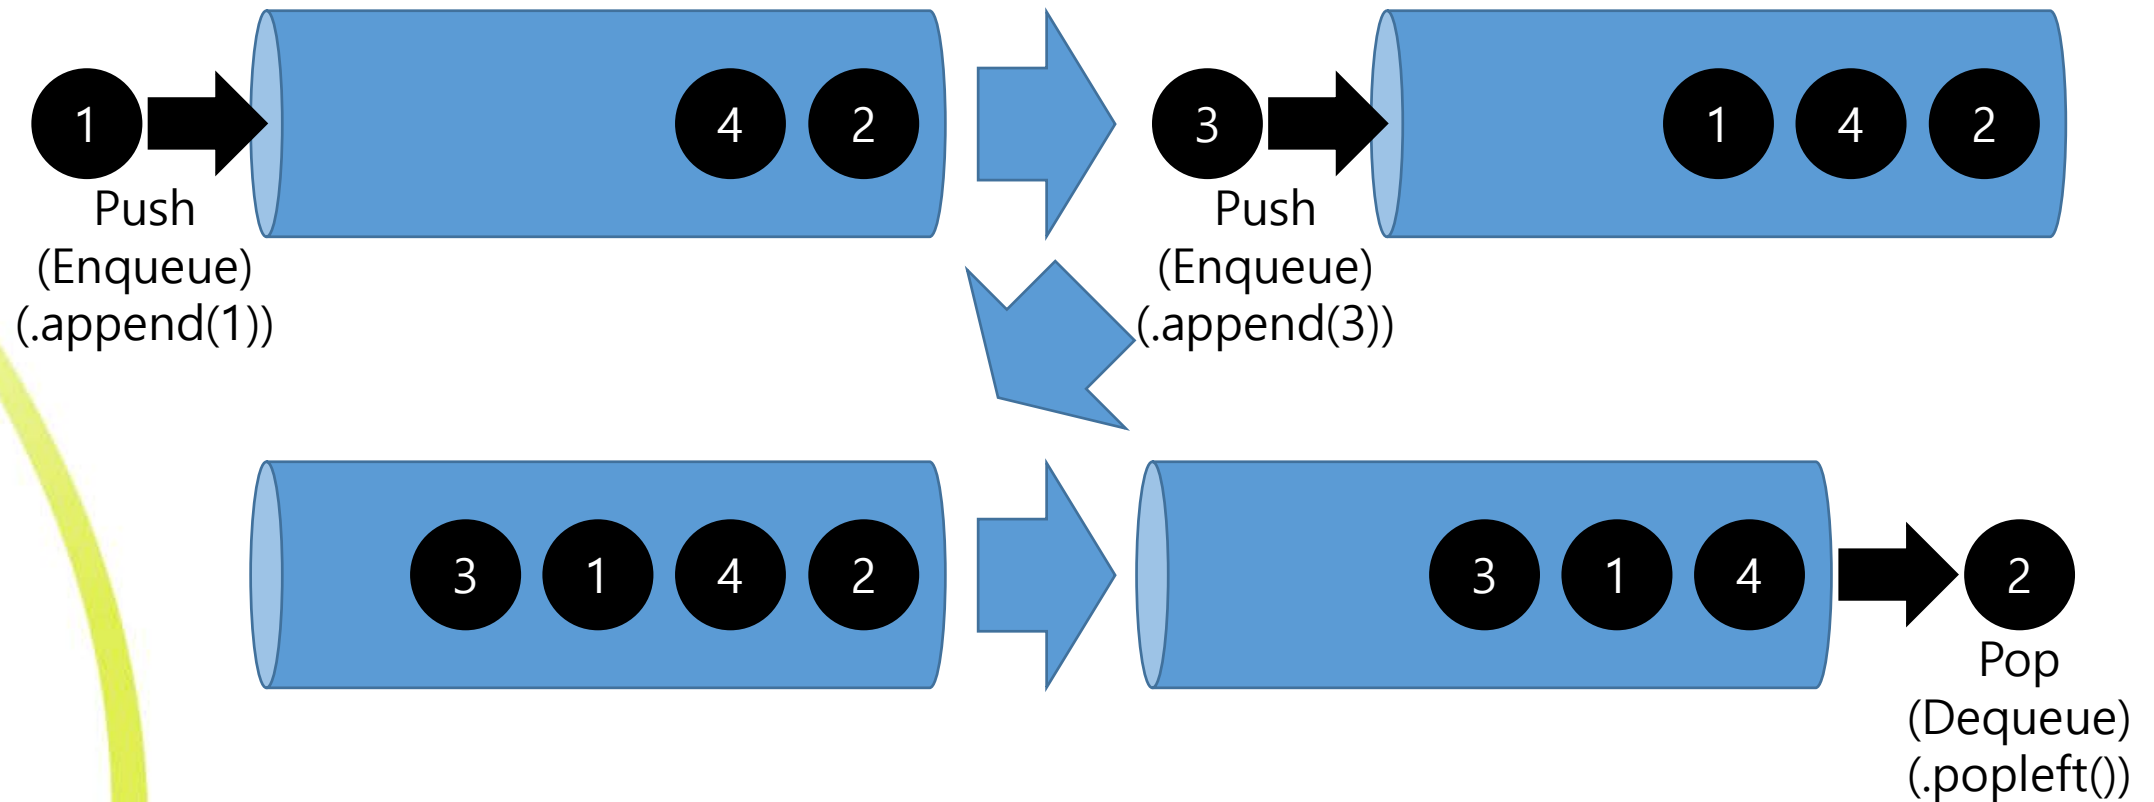 1
4 2
3
1 4 2
Push
(Enqueue)
(.append(1))
Push
(Enqueue)
(.append(3))
3 1 4 2
3 1 4
2
Pop
(Dequeue)
(.popleft())